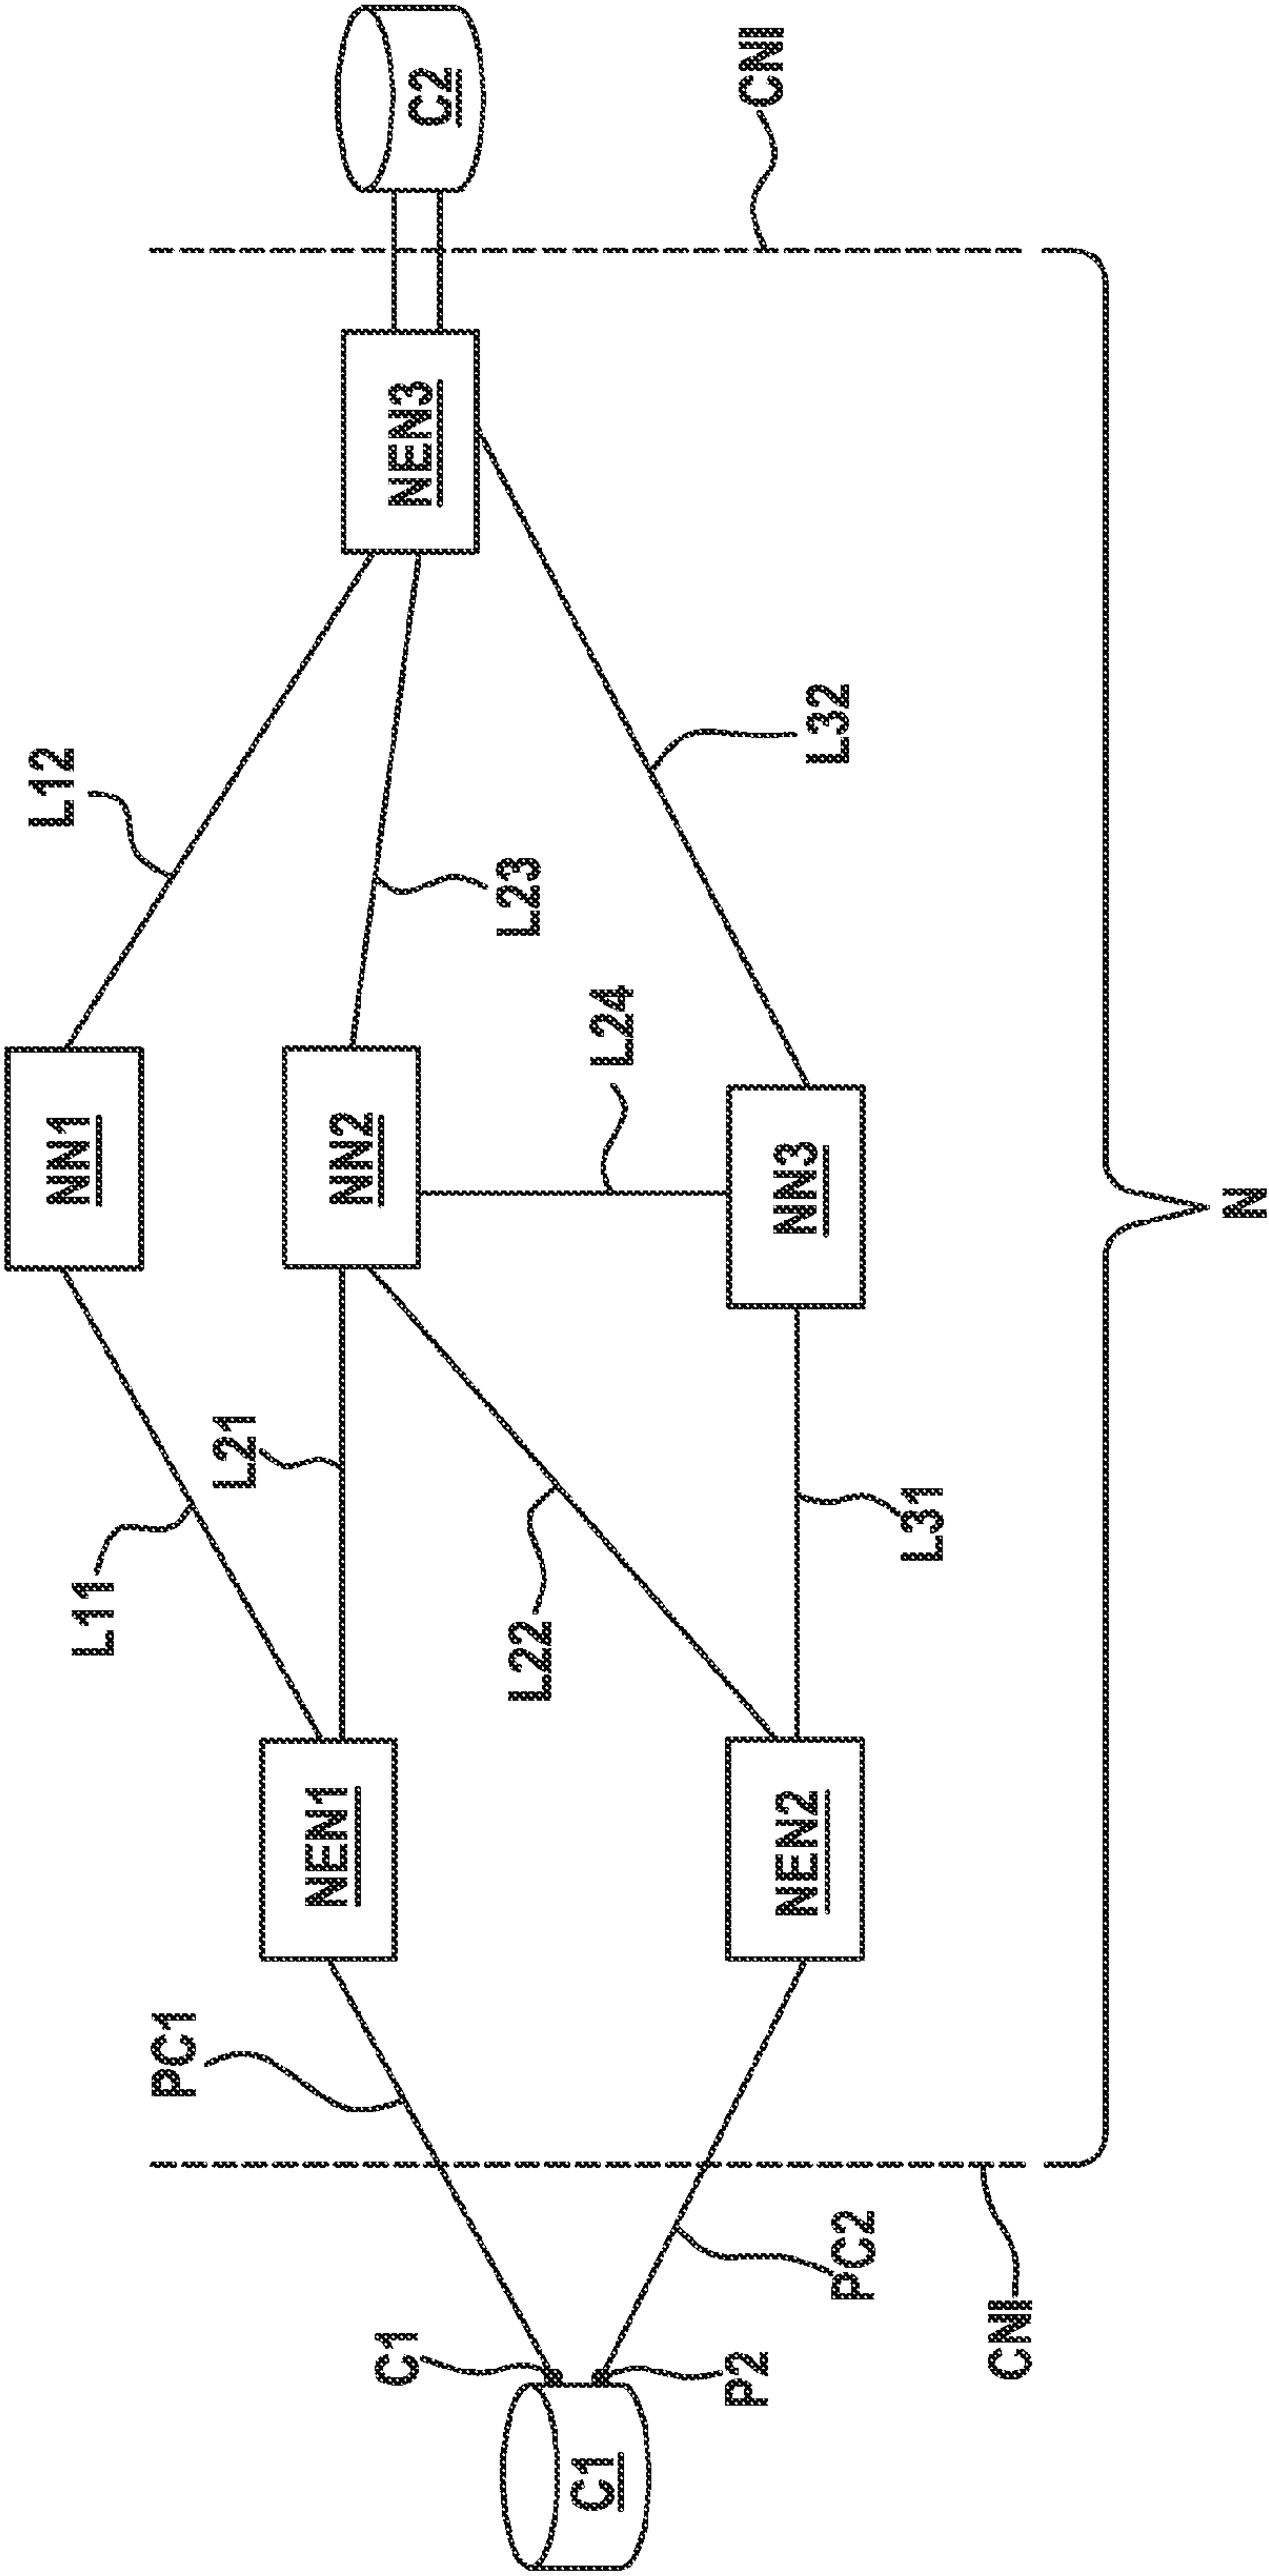 L12
NN1
L11
PC1
L21
NEN1
NN2
C1
NEN3
C2
L23
L22
C1
L24
P2
CNI
NEN2
NN3
L32
PC2
L31
CNI
N